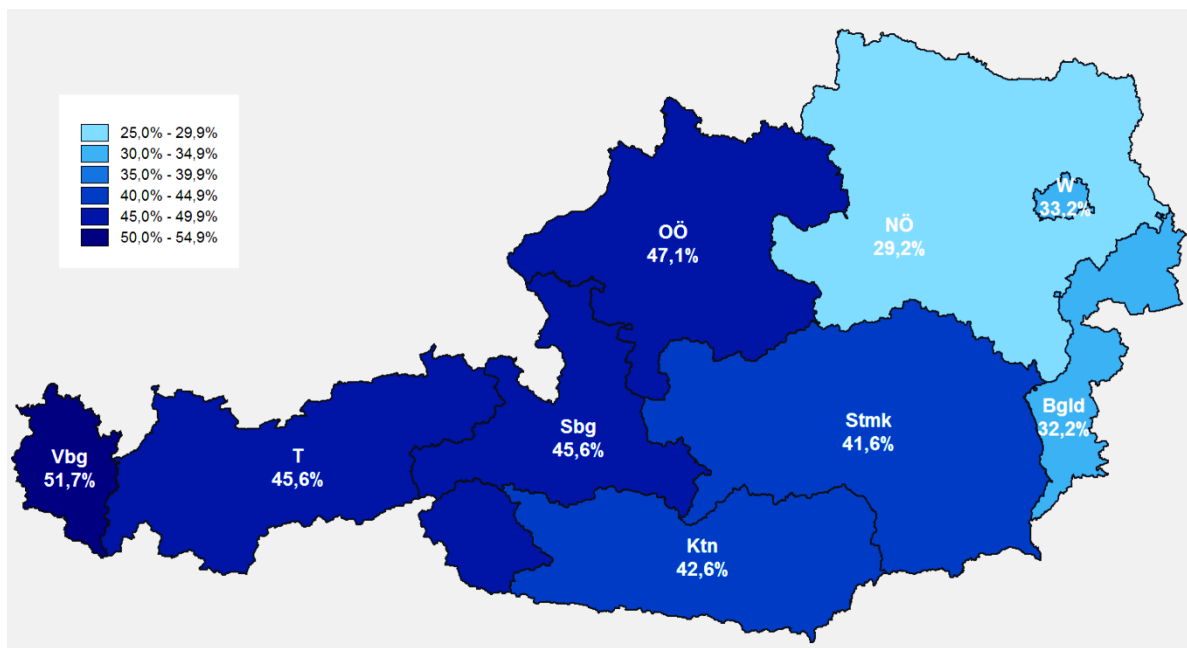 25,0% - 29,9%
30,0% - 34,9%
35,0% - 39,9%
40,0% - 44,9%
45,0% - 49,9%
50,0% - 54,9%
W
33,2%
NÖ
29,2%
OÖ
47,1%
Bgld
32,2%
Stmk
41,6%
Sbg
45,6%
T
45,6%
Vbg
51,7%
Ktn
42,6%